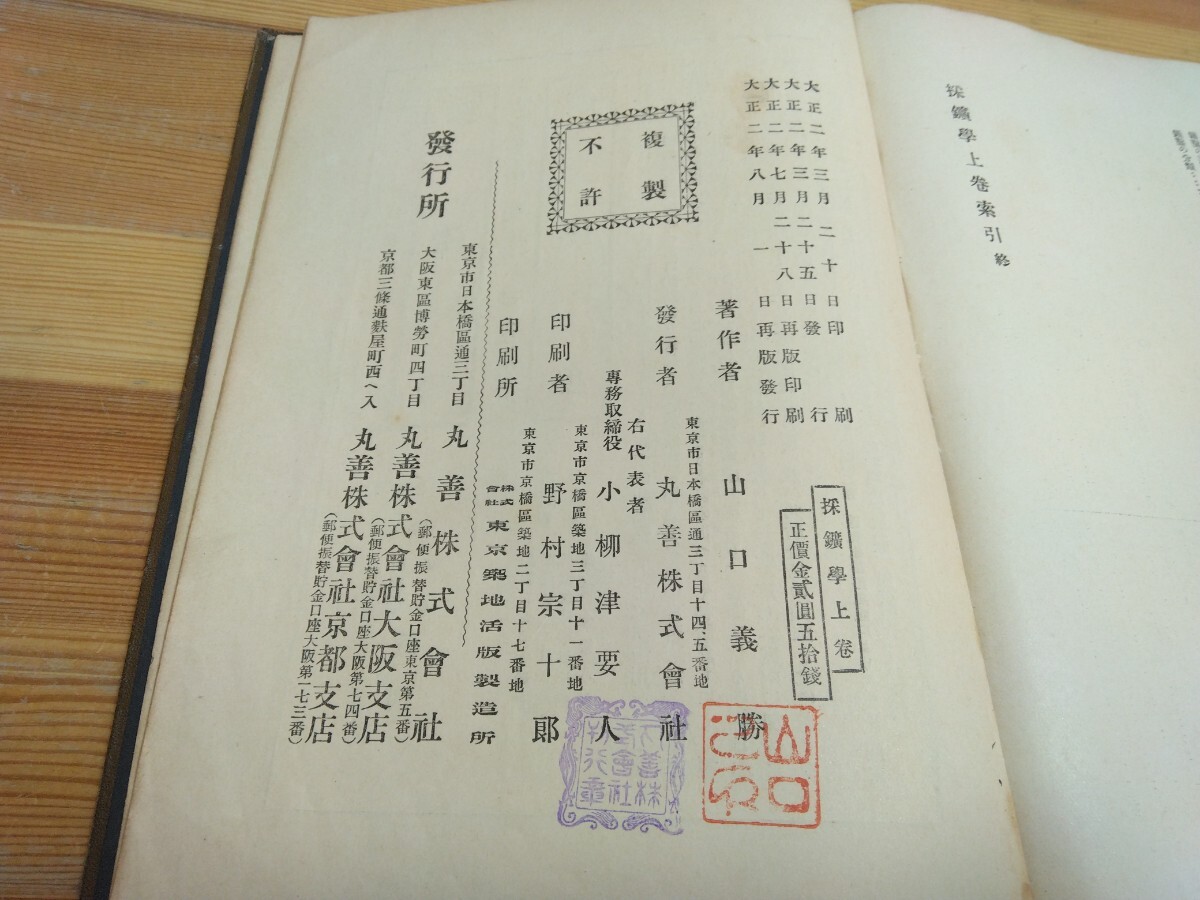 採鑛學上卷索引終
大正二年三月二十日印刷
大正二年三月二十五日發行
大正二年七月二十八日再版印刷
大正二年八月一日再版發行
複製
不許
採鑛學上卷
正價金貳圓五拾錢
著作者 山口義勝
東京市日本橋區通三丁目十四、五番地
發行者 丸善株式會社
右代表者
專務取締役 小柳津要人
東京市京橋區築地三丁目十一番地
印刷者 野村宗十郎
東京市京橋區築地二丁目十七番地
印刷所 株式會社東京築地活版製造所
發行所
東京市日本橋區通三丁目 丸善株式會社
(郵便振替貯金口座東京第五番)
大阪東區博勞町四丁目 丸善株式會社大阪支店
(郵便振替貯金口座大阪第七四番)
京都三條通麩屋町西へ入 丸善株式會社京都支店
(郵便振替貯金口座大阪第一七三番)
山口
丸善株
式會社